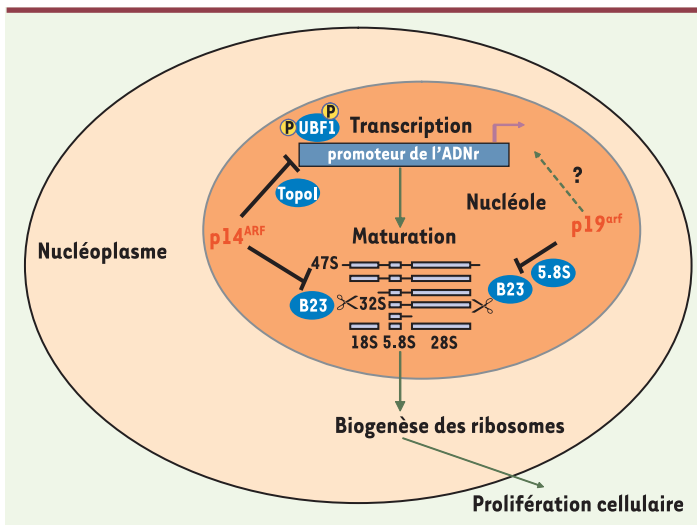 P
P
UBF1
Transcription
promoteur de l'ADNr
TopoI
?
Nucléole
p14ARF
p19arf
Nucléoplasme
Maturation
47S
5.8S
B23
32S
B23
18S 5.8S 28S
Biogenèse des ribosomes
Prolifération cellulaire